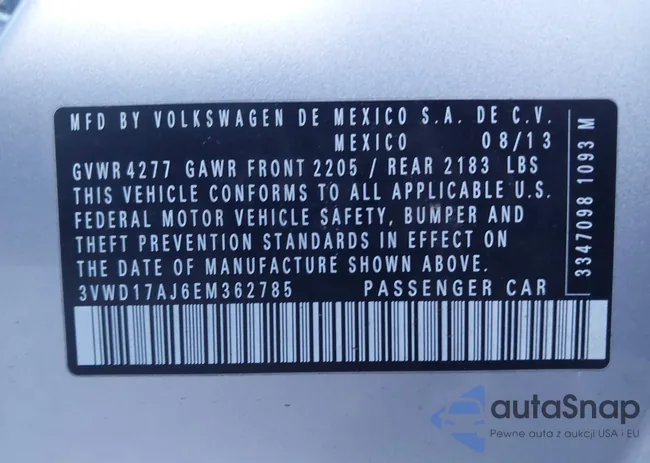 MFD BY VOLKSWAGEN DE MEXICO S.A. DE C.V.
MEXICO 08/13
GVWR 4277 GAWR FRONT 2205 / REAR 2183 LBS
THIS VEHICLE CONFORMS TO ALL APPLICABLE U.S.
FEDERAL MOTOR VEHICLE SAFETY, BUMPER AND
THEFT PREVENTION STANDARDS IN EFFECT ON
THE DATE OF MANUFACTURE SHOWN ABOVE.
3VWD17AJ6EM362785 PASSENGER CAR
3347098 1093 M
autaSnap
Pewne auta z aukcji USA i EU